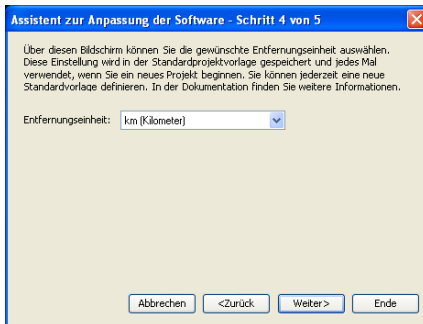 Assistent zur Anpassung der Software - Schritt 4 von 5
Über diesen Bildschirm können Sie die gewünschte Entfernungseinheit auswählen.
Diese Einstellung wird in der Standardprojektvorlage gespeichert und jedes Mal
verwendet, wenn Sie ein neues Projekt beginnen. Sie können jederzeit eine neue
Standardvorlage definieren. In der Dokumentation finden Sie weitere Informationen.
Entfernungseinheit: km (Kilometer)
Abbrechen <Zurück Weiter> Ende